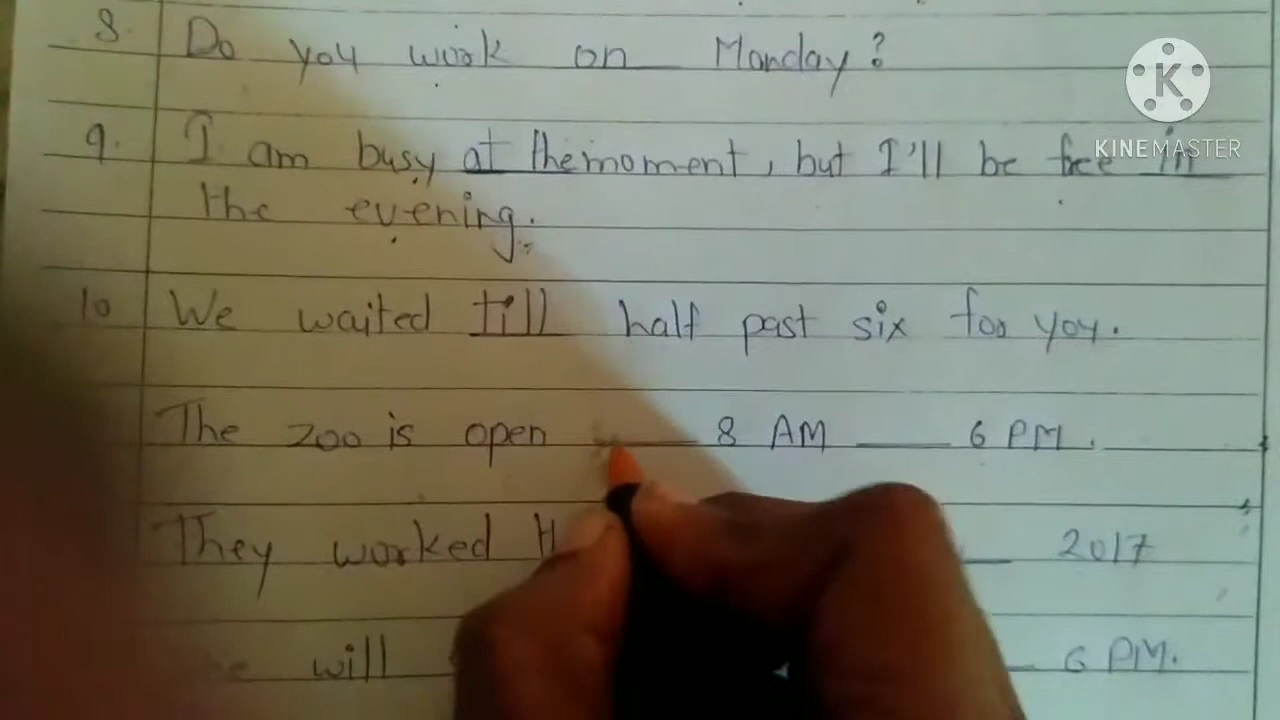 8. Do you work on Monday?
KINEMASTER
9. I am busy at the moment, but I'll be free in
the evening.
10 We waited till half past six for you.
The zoo is open ___ 8 AM ___ 6 PM.
They worked 2017
will 6 PM.